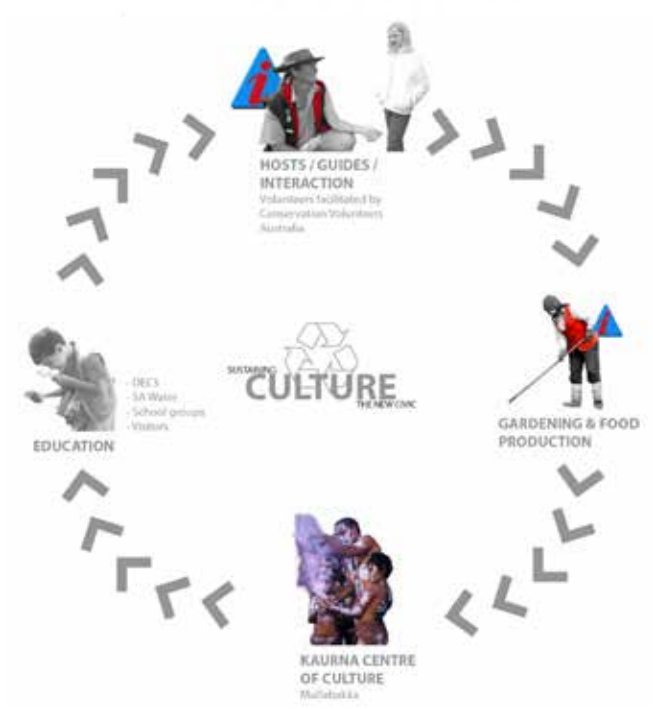 i
HOSTS / GUIDES /
INTERACTION
Volunteers facilitated by
Conservation Volunteers
Australia
i
GARDENING & FOOD
PRODUCTION
- DECS
- SA Water
- School groups
- Visitors
EDUCATION
SUSTAINING
CULTURE
THE NEW CIVIC
KAURNA CENTRE
OF CULTURE
Mullabakka